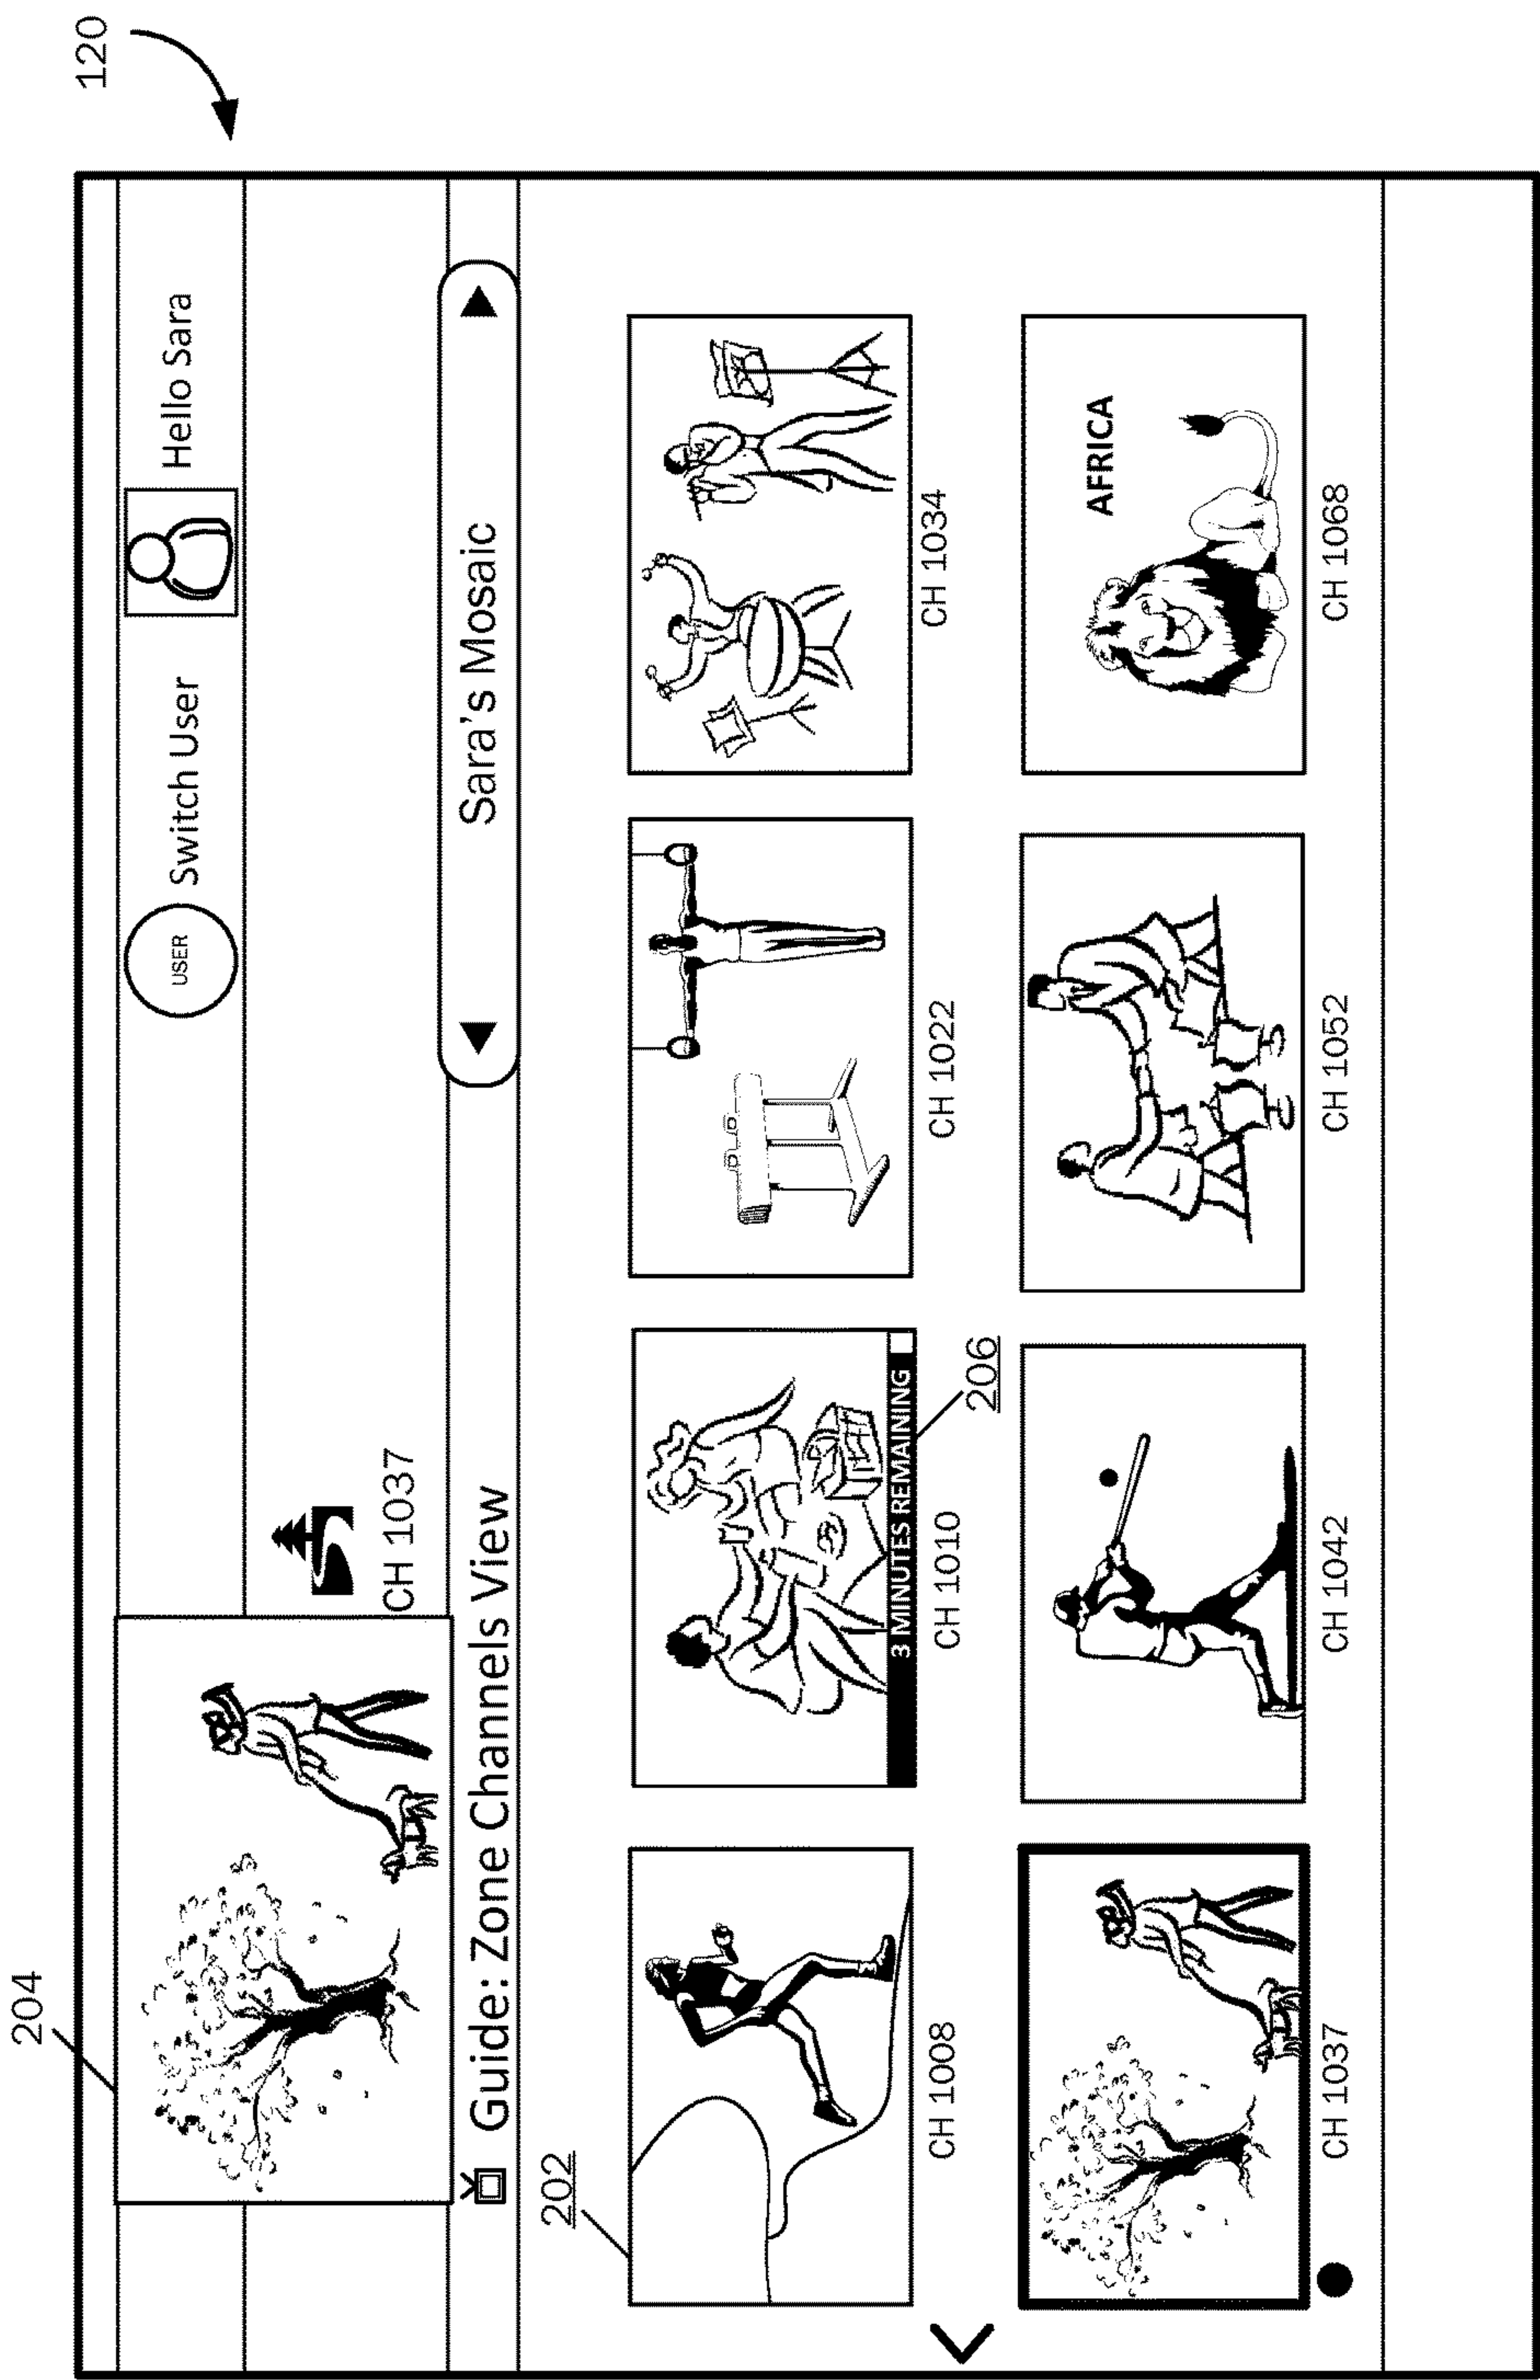 120
204
USER Switch User Hello Sara
CH 1037
Guide: Zone Channels View Sara's Mosaic
202
3 MINUTES REMAINING
CH 1008 CH 1010 CH 1022 CH 1034
206
AFRICA
CH 1037 CH 1042 CH 1052 CH 1068